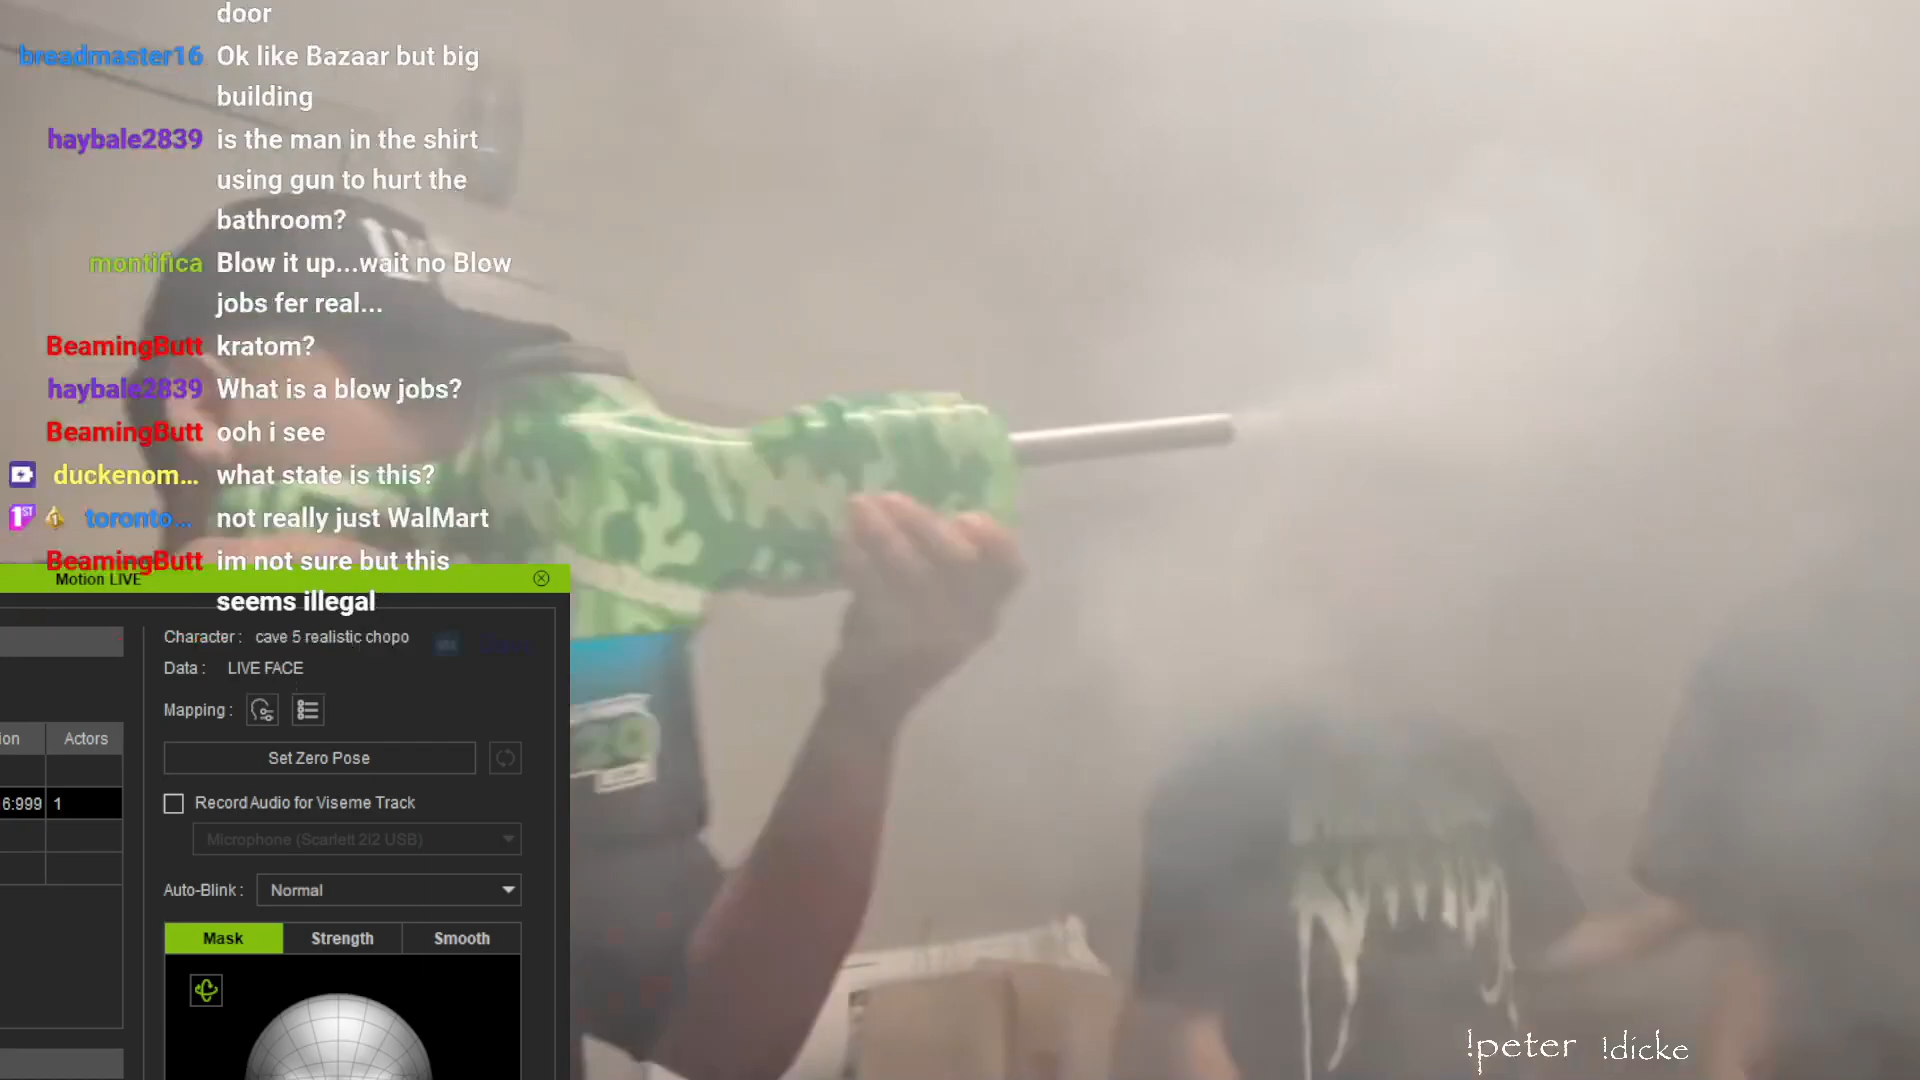 door
breadmaster16 Ok like Bazaar but big
building
haybale2839 is the man in the shirt
using gun to hurt the
bathroom?
montifica Blow it up...wait no Blow
jobs fer real...
BeamingButt kratom?
haybale2839 What is a blow jobs?
BeamingButt ooh i see
duckenom... what state is this?
1ST toronto... not really just WalMart
BeamingButt im not sure but this
seems illegal
Motion LIVE
Character : cave 5 realistic chopo
Data : LIVE FACE
Mapping :
ion Actors
Set Zero Pose
6:999 1
Record Audio for Viseme Track
Microphone (Scarlett 2i2 USB)
Auto-Blink : Normal
Mask Strength Smooth
!peter !dicke